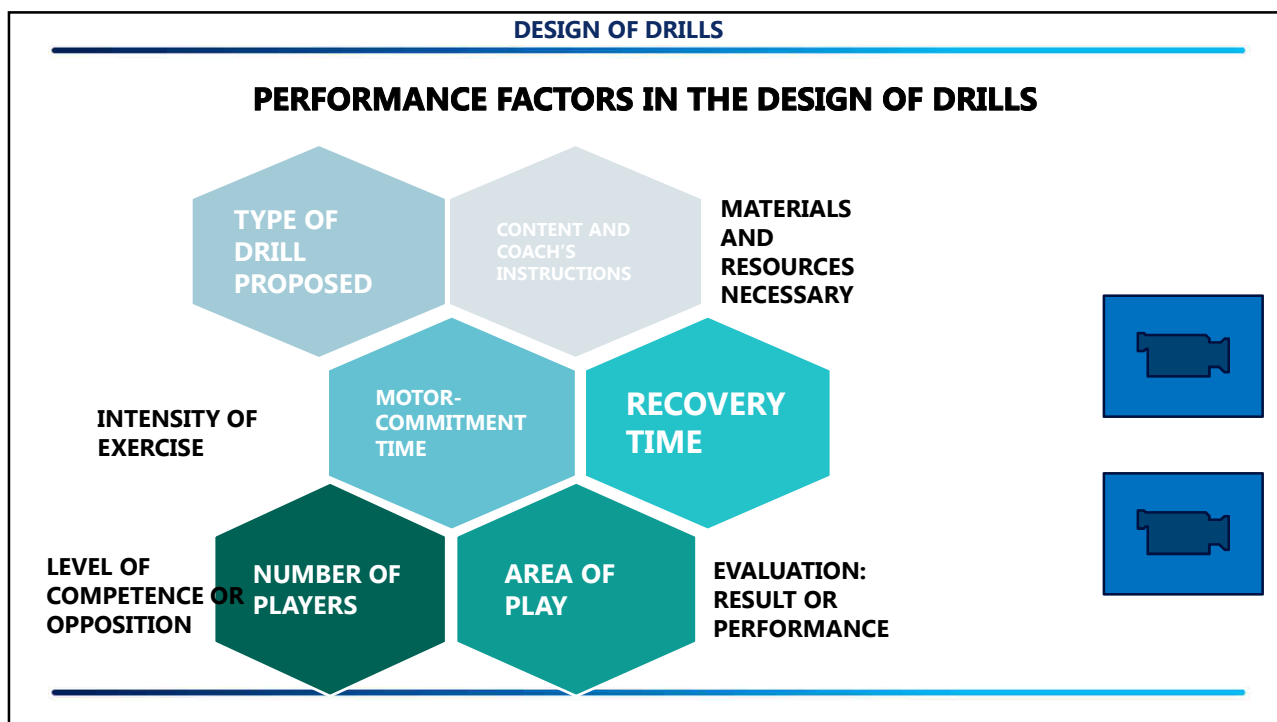 DESIGN OF DRILLS
PERFORMANCE FACTORS IN THE DESIGN OF DRILLS
TYPE OF
DRILL
PROPOSED
CONTENT AND
COACH'S
INSTRUCTIONS
MATERIALS
AND
RESOURCES
NECESSARY
INTENSITY OF
EXERCISE
MOTOR-
COMMITMENT
TIME
RECOVERY
TIME
LEVEL OF
COMPETENCE OR
OPPOSITION
NUMBER OF
PLAYERS
AREA OF
PLAY
EVALUATION:
RESULT OR
PERFORMANCE